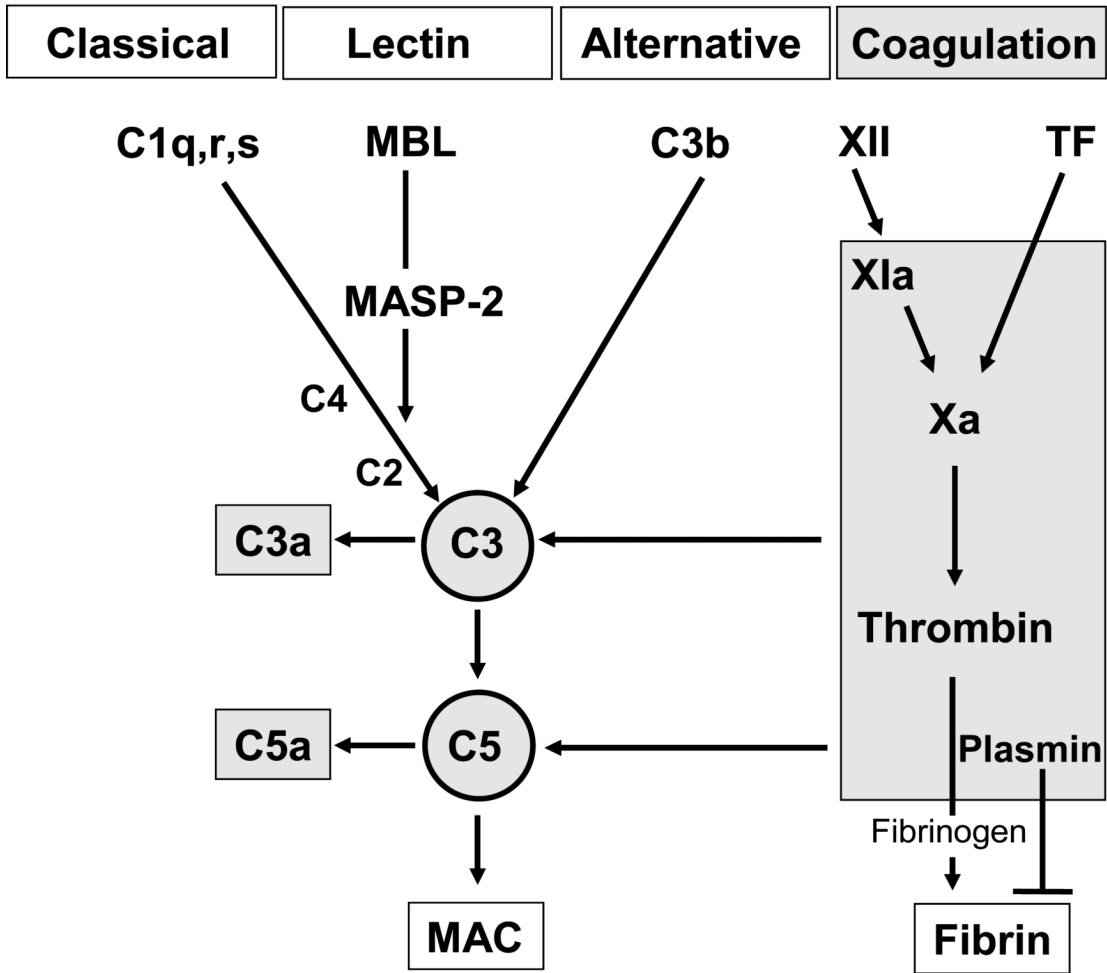 Classical
Lectin
Alternative
Coagulation
C1q,r,s
MBL
C3b
XII
TF
XIa
MASP-2
C4
Xa
C2
C3a
C3
Thrombin
C5a
C5
Plasmin
Fibrinogen
MAC
Fibrin